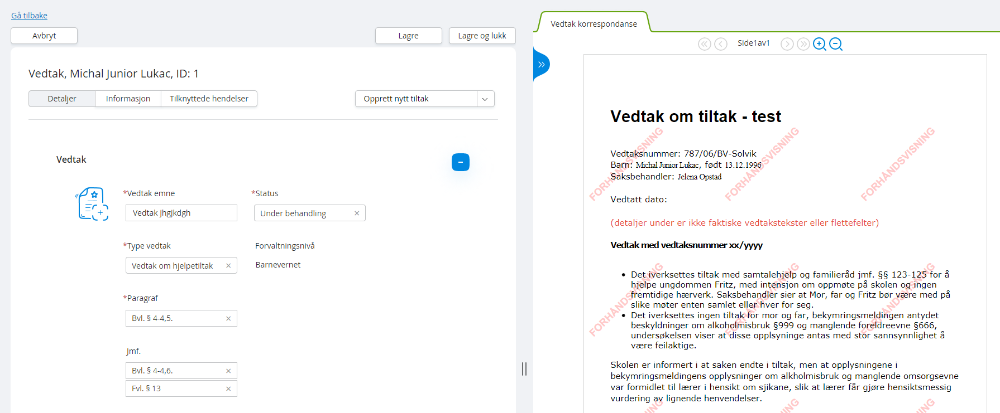 Gå tilbake
Avbryt
Lagre
Lagre og lukk
Vedtak, Michal Junior Lukac, ID: 1
Detaljer
Informasjon
Tilknyttede hendelser
Opprett nytt tiltak
Vedtak
*Vedtak emne
*Status
Vedtak jhgjkdgh
Under behandling
*Type vedtak
Forvaltningsnivå
Vedtak om hjelpetiltak
Barnevernet
*Paragraf
Bvl. § 4-4,5.
Jmf.
Bvl. § 4-4,6.
Fvl. § 13
Vedtak korrespondanse
Side1av1
Vedtak om tiltak - test
Vedtaksnummer: 787/06/BV-Solvik
Barn: Michal Junior Lukac, født 13.12.1996
Saksbehandler: Jelena Opstad
Vedtatt dato:
(detaljer under er ikke faktiske vedtakstekster eller flettefelter)
Vedtak med vedtaksnummer xx/yyyy
• Det iverksettes tiltak med samtalehjelp og familieråd jmf. §§ 123-125 for å
hjelpe ungdommen Fritz, med intensjon om oppmøte på skolen og ingen
fremtidige hærverk. Saksbehandler sier at Mor, far og Fritz bør være med på
slike møter enten samlet eller hver for seg.
• Det iverksettes ingen tiltak for mor og far, bekymringsmeldingen antydet
beskyldninger om alkoholmisbruk §999 og manglende foreldreevne §666,
undersøkelsen viser at disse opplsyninge antas med stor sannsynnlighet å
være feilaktige.
Skolen er informert i at saken endte i tiltak, men at opplysningene i
bekymringsmeldingens opplysninger om alkholmisbruk og manglende omsorgsevne
var formidlet til lærer i hensikt om sjikane, slik at lærer får gjøre hensiktsmessig
vurdering av lignende henvendelser.
FORHÅNDSVISNING
FORHÅNDSVISNING
FORHÅNDSVISNING
FORHÅNDSVISNING
FORHÅNDSVISNING
FORHÅNDSVISNING